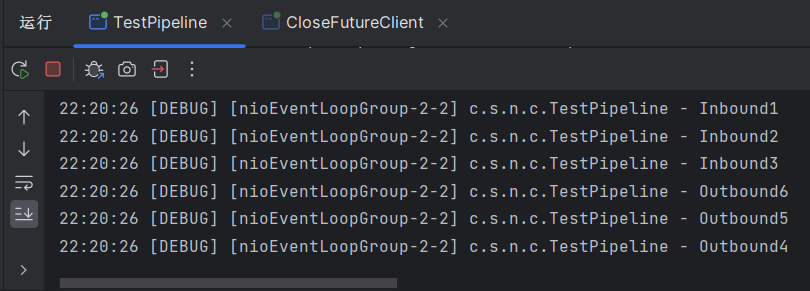 运行 TestPipeline CloseFutureClient
22:20:26 [DEBUG] [nioEventLoopGroup-2-2] c.s.n.c.TestPipeline - Inbound1
22:20:26 [DEBUG] [nioEventLoopGroup-2-2] c.s.n.c.TestPipeline - Inbound2
22:20:26 [DEBUG] [nioEventLoopGroup-2-2] c.s.n.c.TestPipeline - Inbound3
22:20:26 [DEBUG] [nioEventLoopGroup-2-2] c.s.n.c.TestPipeline - Outbound6
22:20:26 [DEBUG] [nioEventLoopGroup-2-2] c.s.n.c.TestPipeline - Outbound5
22:20:26 [DEBUG] [nioEventLoopGroup-2-2] c.s.n.c.TestPipeline - Outbound4